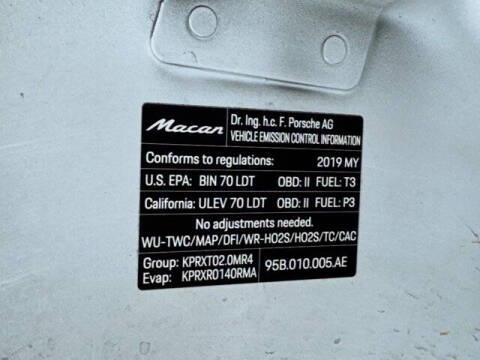 Macan Dr. Ing. h.c. F. Porsche AG
VEHICLE EMISSION CONTROL INFORMATION
Conforms to regulations: 2019 MY
U.S. EPA: BIN 70 LDT OBD: II FUEL: T3
California: ULEV 70 LDT OBD: II FUEL: P3
No adjustments needed.
WU-TWC/MAP/DFI/WR-HO2S/HO2S/TC/CAC
Group: KPRXT02.0MR4
Evap: KPRXR0140RMA
95B.010.005.AE